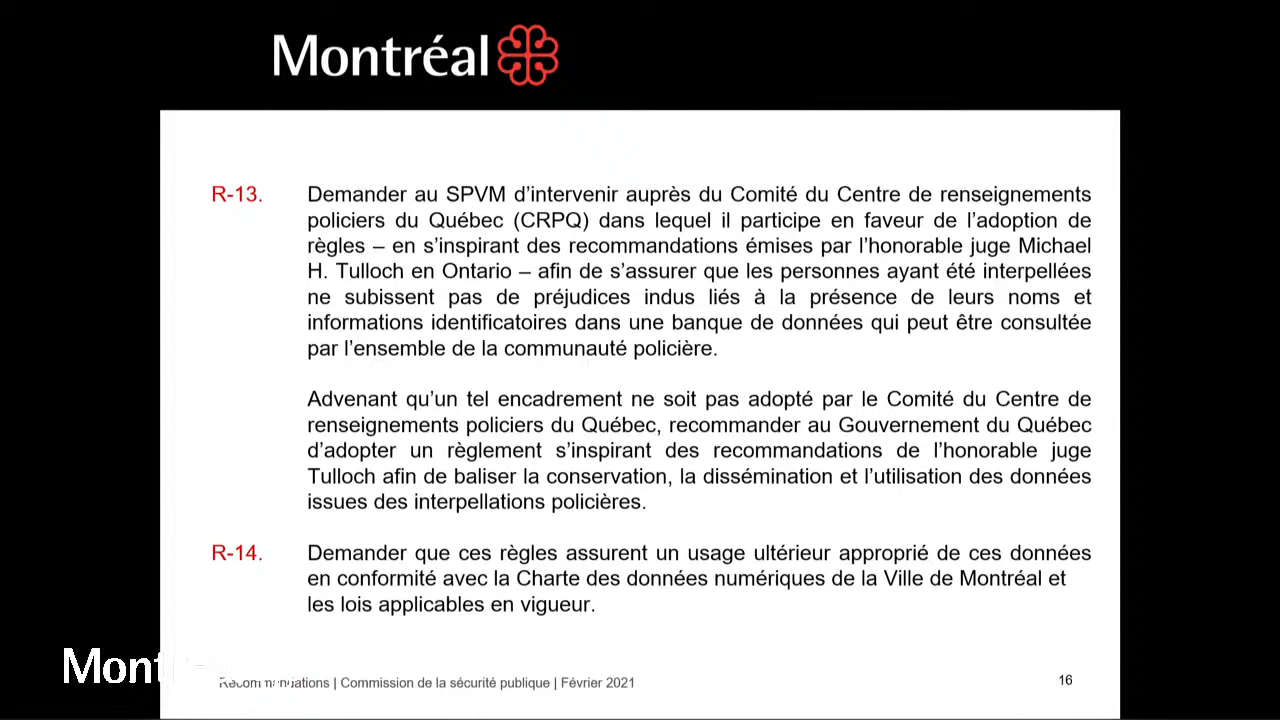 Montréal
R-13. Demander au SPVM d’intervenir auprès du Comité du Centre de renseignements
policiers du Québec (CRPQ) dans lequel il participe en faveur de l’adoption de
règles – en s’inspirant des recommandations émises par l’honorable juge Michael
H. Tulloch en Ontario – afin de s’assurer que les personnes ayant été interpellées
ne subissent pas de préjudices indus liés à la présence de leurs noms et
informations identificatoires dans une banque de données qui peut être consultée
par l’ensemble de la communauté policière.
Advenant qu’un tel encadrement ne soit pas adopté par le Comité du Centre de
renseignements policiers du Québec, recommander au Gouvernement du Québec
d’adopter un règlement s’inspirant des recommandations de l’honorable juge
Tulloch afin de baliser la conservation, la dissémination et l’utilisation des données
issues des interpellations policières.
R-14. Demander que ces règles assurent un usage ultérieur approprié de ces données
en conformité avec la Charte des données numériques de la Ville de Montréal et
les lois applicables en vigueur.
Recommandations | Commission de la sécurité publique | Février 2021
16